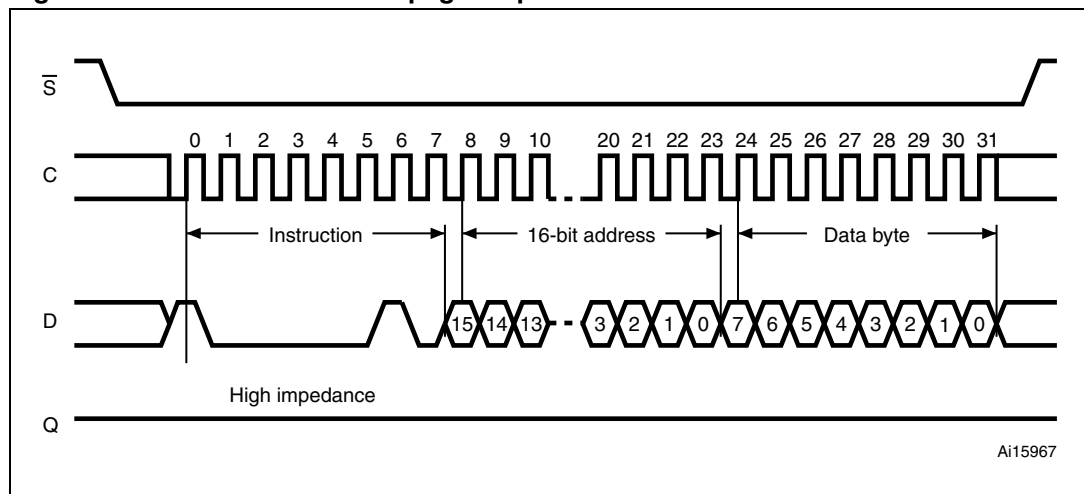 S
0 1 2 3 4 5 6 7 8 9 10 20 21 22 23 24 25 26 27 28 29 30 31
C
Instruction 16-bit address Data byte
D 15 14 13 3 2 1 0 7 6 5 4 3 2 1 0
High impedance
Q
Ai15967